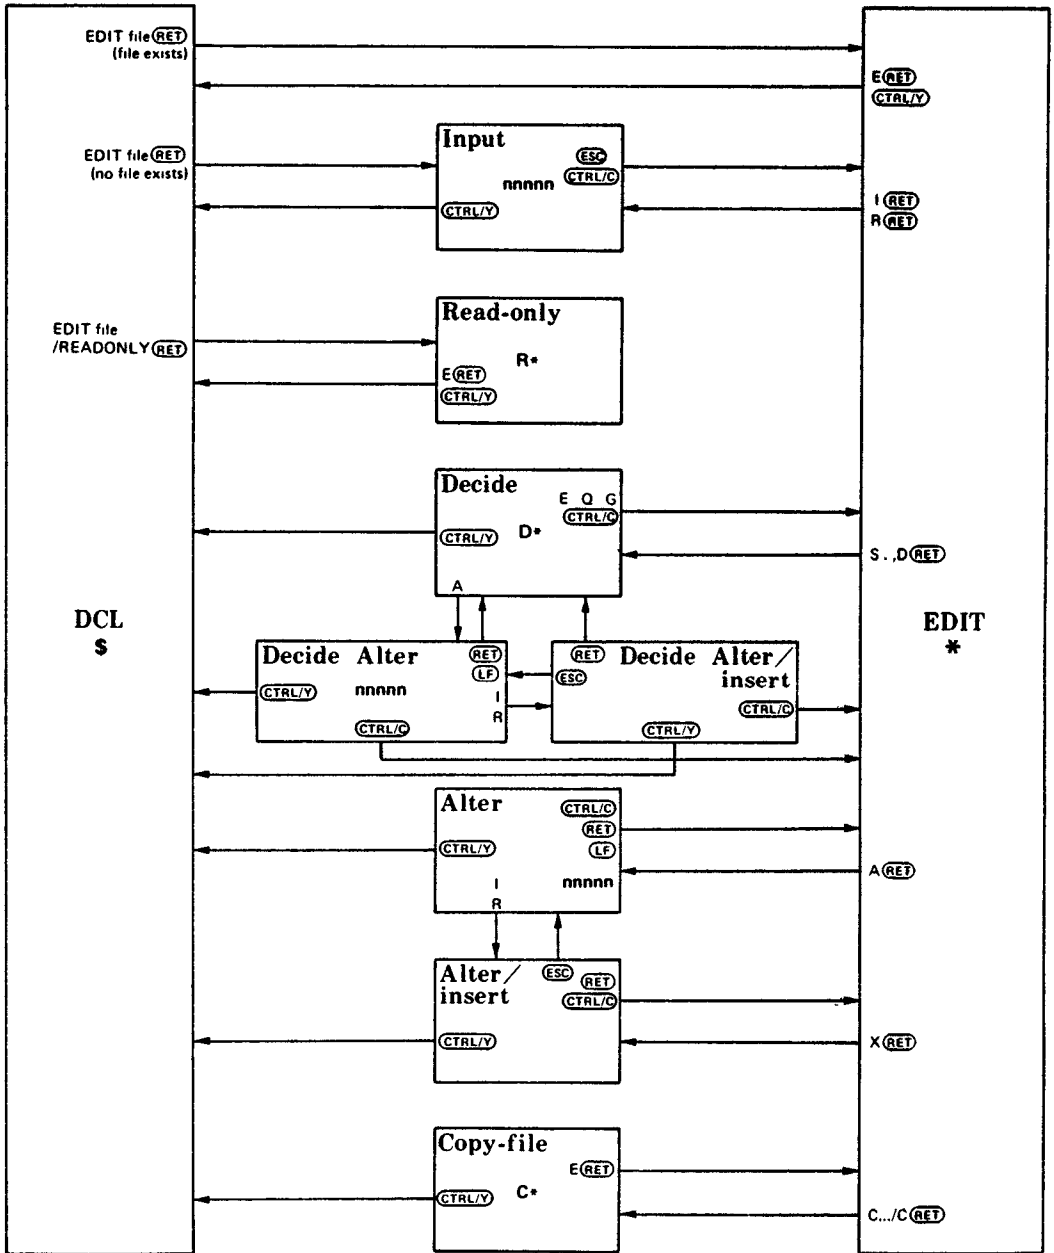 EDIT file RET
(file exists)
E RET
CTRL/Y
EDIT file RET
(no file exists)
Input
ESC
CTRL/C
nnnnn
CTRL/Y
I RET
R RET
EDIT file
/READONLY RET
Read-only
R*
E RET
CTRL/Y
Decide
E Q G
CTRL/C
D*
CTRL/Y
A
S.,D RET
DCL
$
EDIT
*
Decide Alter
RET
LF
nnnnn
CTRL/Y
I
R
CTRL/C
RET
Decide Alter/
insert
ESC
CTRL/C
CTRL/Y
Alter
CTRL/C
RET
LF
CTRL/Y
nnnnn
I
R
A RET
Alter/
insert
ESC
RET
CTRL/C
CTRL/Y
X RET
Copy-file
E RET
C*
CTRL/Y
C.../C RET